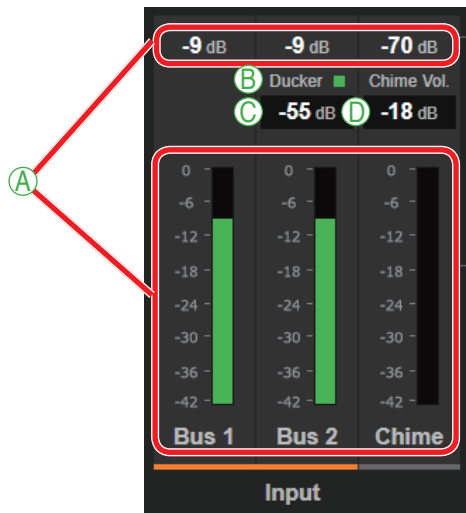 -9 dB -9 dB -70 dB
B Ducker Chime Vol.
C -55 dB D -18 dB
A
0 0 0
-6 -6 -6
-12 -12 -12
-18 -18 -18
-24 -24 -24
-30 -30 -30
-36 -36 -36
-42 -42 -42
Bus 1 Bus 2 Chime
Input